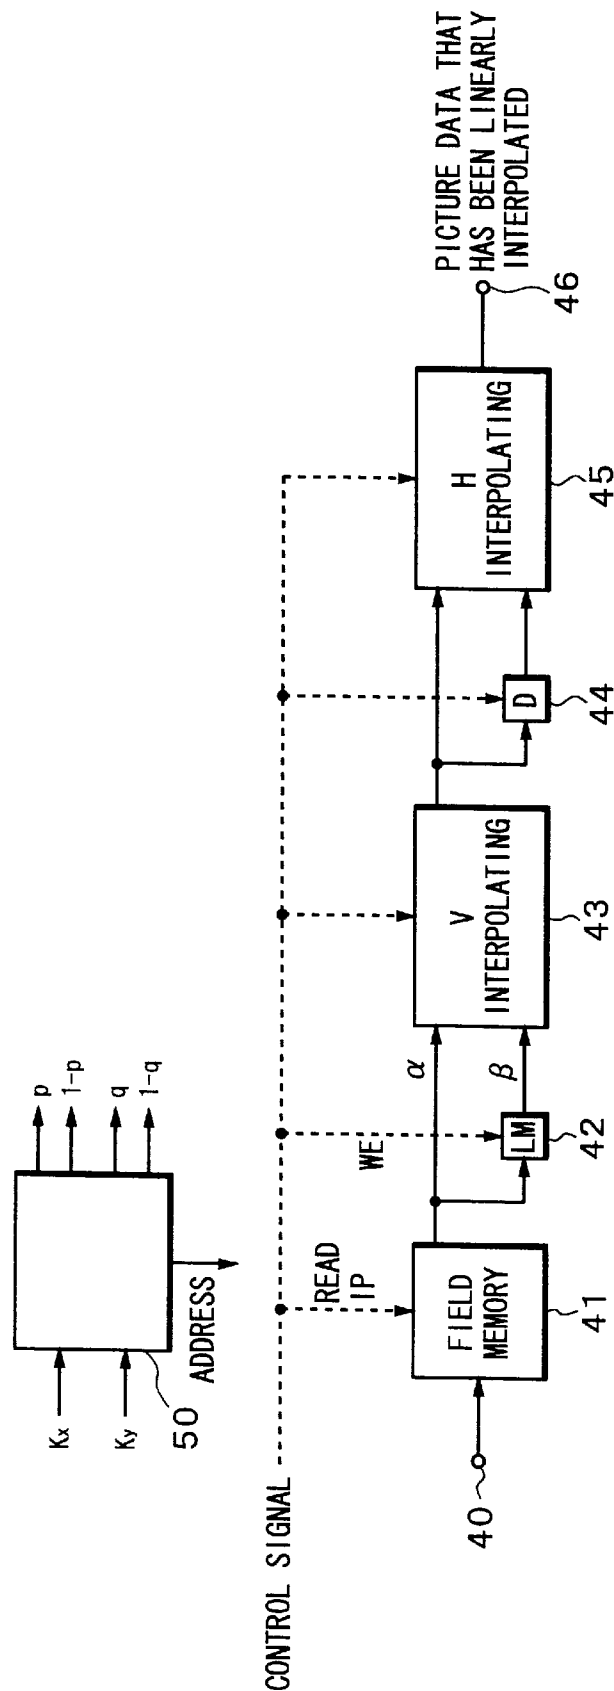 Kx
Ky
50
ADDRESS
p
1-p
q
1-q
CONTROL SIGNAL
READ
IP
WE
40
FIELD
MEMORY
41
LM
42
α
β
V
INTERPOLATING
43
D
44
H
INTERPOLATING
45
46
PICTURE DATA THAT
HAS BEEN LINEARLY
INTERPOLATED